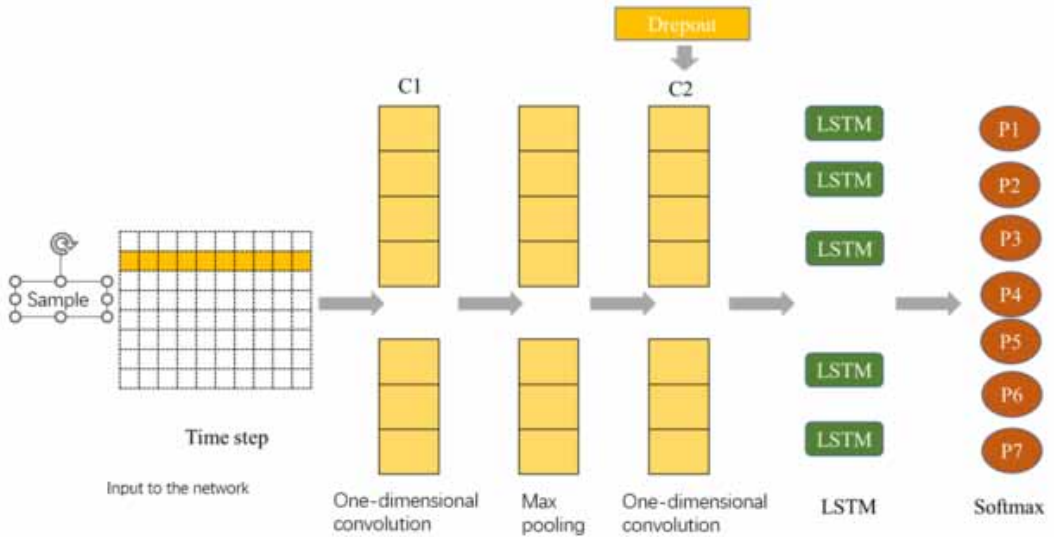 Drepout
C1
C2
LSTM
P1
LSTM
P2
LSTM
P3
Sample
P4
P5
LSTM
P6
LSTM
P7
Time step
Input to the network
One-dimensional
convolution
Max
pooling
One-dimensional
convolution
LSTM
Softmax